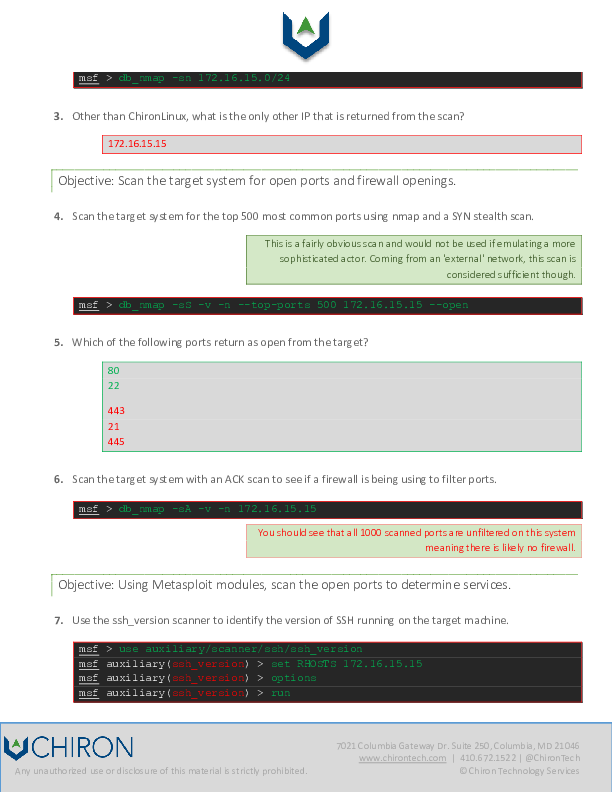 msf > db_nmap -sn 172.16.15.0/24
3. Other than ChironLinux, what is the only other IP that is returned from the scan?
172.16.15.15
Objective: Scan the target system for open ports and firewall openings.
4. Scan the target system for the top 500 most common ports using nmap and a SYN stealth scan.
This is a fairly obvious scan and would not be used if emulating a more
sophisticated actor. Coming from an 'external' network, this scan is
considered sufficient though.
msf > db_nmap -sS -v -n --top-ports 500 172.16.15.15 --open
5. Which of the following ports return as open from the target?
80
22
443
21
445
6. Scan the target system with an ACK scan to see if a firewall is being using to filter ports.
msf > db_nmap -sA -v -n 172.16.15.15
You should see that all 1000 scanned ports are unfiltered on this system
meaning there is likely no firewall.
Objective: Using Metasploit modules, scan the open ports to determine services.
7. Use the ssh_version scanner to identify the version of SSH running on the target machine.
msf > use auxiliary/scanner/ssh/ssh_version
msf auxiliary(ssh_version) > set RHOSTS 172.16.15.15
msf auxiliary(ssh_version) > options
msf auxiliary(ssh_version) > run
CHIRON
7021 Columbia Gateway Dr. Suite 250, Columbia, MD 21046
www.chirontech.com | 410.672.1522 | @ChironTech
Any unauthorized use or disclosure of this material is strictly prohibited.
© Chiron Technology Services